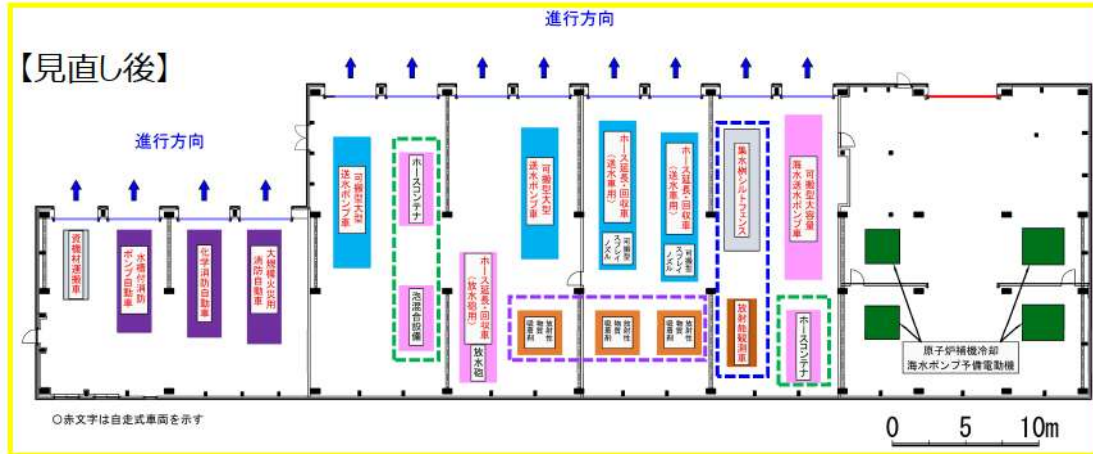 進行方向
【見直し後】
進行方向
資機材運搬車
水槽付消防
ポンプ自動車
化学消防自動車
大規模火災用
消防自動車
可搬型大型
送水ポンプ車
ホースコンテナ
泡混合設備
ホース延長・回収車
(放水砲用)
放水砲
可搬型大型
送水ポンプ車
放射性
物質
吸着剤
ホース延長・回収車
(送水車用)
可搬型
スプレイ
ノズル
放射性
物質
吸着剤
ホース延長・回収車
(送水車用)
可搬型
スプレイ
ノズル
放射性
物質
吸着剤
集水桝シルトフェンス
放射能観測車
可搬型大容量
海水送水ポンプ車
ホースコンテナ
原子炉補機冷却
海水ポンプ予備電動機
○赤文字は自走式車両を示す
0 5 10m